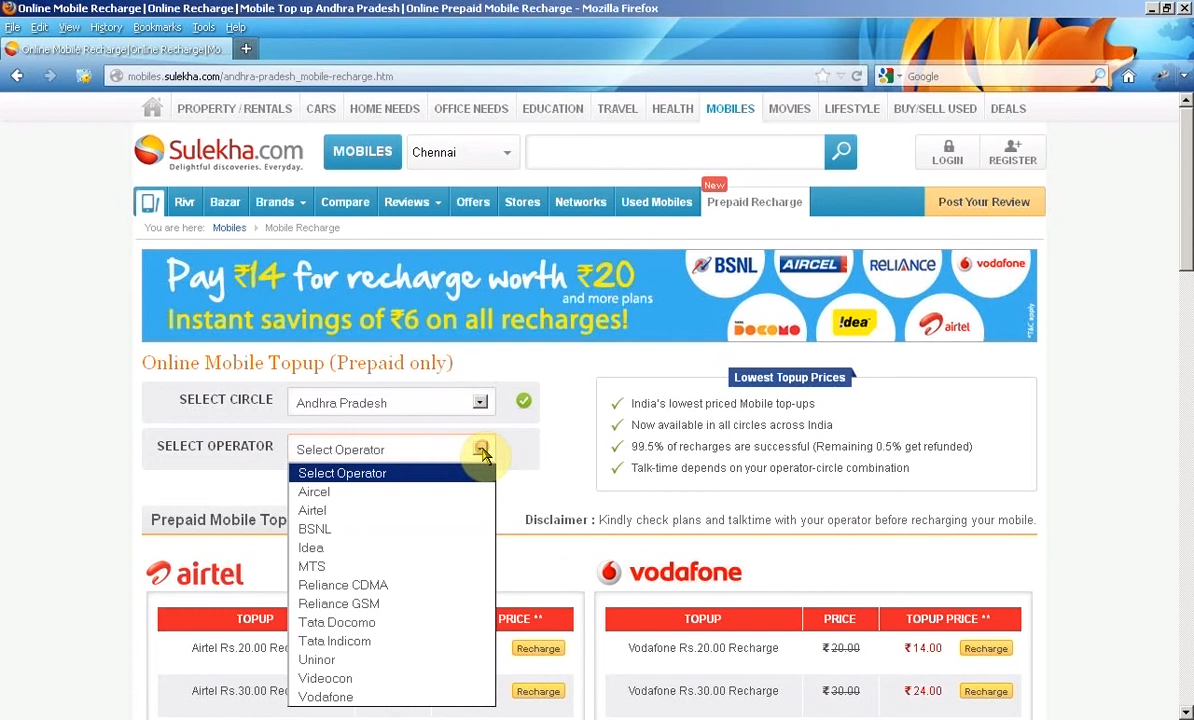 Online Mobile Recharge|Online Recharge|Mobile Top up Andhra Pradesh|Online Prepaid Mobile Recharge - Mozilla Firefox
File Edit View History Bookmarks Tools Help
Online Mobile Recharge|Online Recharge|Mo...
mobiles.sulekha.com/andhra-pradesh_mobile-recharge.htm
Google
PROPERTY / RENTALS CARS HOME NEEDS OFFICE NEEDS EDUCATION TRAVEL HEALTH MOBILES MOVIES LIFESTYLE BUY/SELL USED DEALS
Sulekha.com
Delightful discoveries. Everyday.
MOBILES
Chennai
LOGIN REGISTER
New
Rivr Bazar Brands Compare Reviews Offers Stores Networks Used Mobiles Prepaid Recharge Post Your Review
You are here: Mobiles Mobile Recharge
Pay ₹14 for recharge worth ₹20
and more plans
Instant savings of ₹6 on all recharges!
BSNL AIRCEL RELIANCE vodafone
TATA DOCOMO !dea airtel
*T&C apply
Online Mobile Topup (Prepaid only)
SELECT CIRCLE Andhra Pradesh
SELECT OPERATOR Select Operator
Select Operator
Aircel
Airtel
BSNL
Idea
MTS
Reliance CDMA
Reliance GSM
Tata Docomo
Tata Indicom
Uninor
Videocon
Vodafone
Lowest Topup Prices
India's lowest priced Mobile top-ups
Now available in all circles across India
99.5% of recharges are successful (Remaining 0.5% get refunded)
Talk-time depends on your operator-circle combination
Prepaid Mobile Top
Disclaimer : Kindly check plans and talktime with your operator before recharging your mobile.
airtel
TOPUP PRICE **
Airtel Rs.20.00 Rec Recharge
Airtel Rs.30.00 Rec Recharge
vodafone
TOPUP PRICE TOPUP PRICE **
Vodafone Rs.20.00 Recharge ₹ 20.00 ₹ 14.00 Recharge
Vodafone Rs.30.00 Recharge ₹ 30.00 ₹ 24.00 Recharge